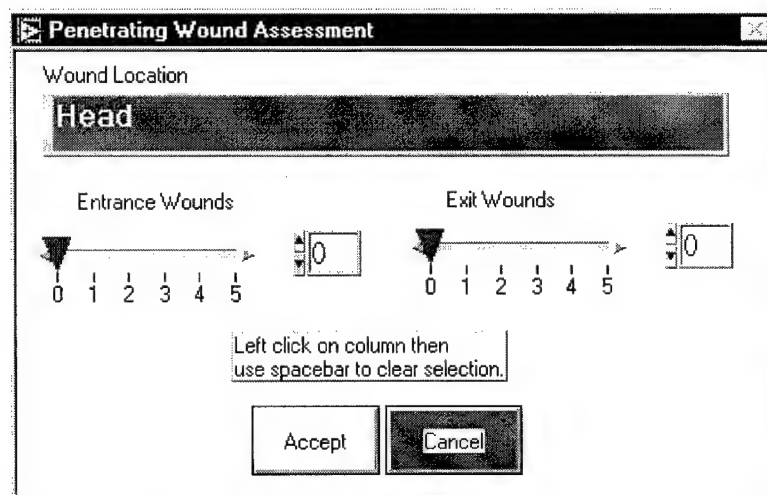 Penetrating Wound Assessment
Wound Location
Head
Entrance Wounds
Exit Wounds
0
0
0 1 2 3 4 5
0 1 2 3 4 5
Left click on column then
use spacebar to clear selection.
Accept
Cancel